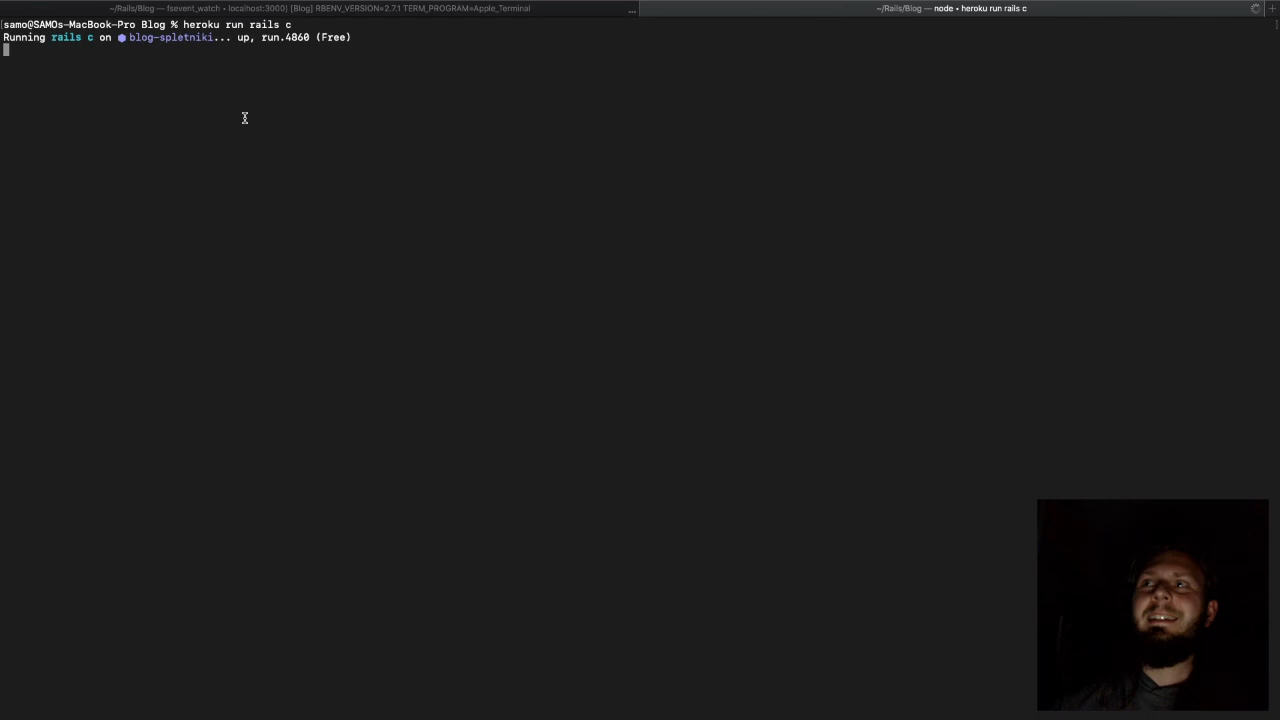 ~/Rails/Blog — fsevent_watch • localhost:3000) [Blog] RBENV_VERSION=2.7.1 TERM_PROGRAM=Apple_Terminal ...
~/Rails/Blog — node • heroku run rails c +
[samo@SAMOs-MacBook-Pro Blog % heroku run rails c
Running rails c on ⬢ blog-spletniki... up, run.4860 (Free)